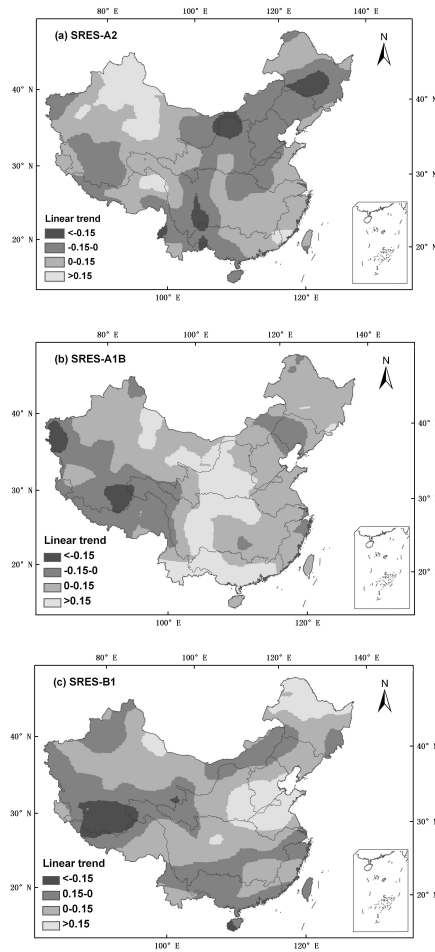 80° E 100° E 120° E 140° E
(a) SRES-A2
N
40° N
40° N
30° N
30° N
20° N
20° N
Linear trend
<-0.15
-0.15-0
0-0.15
>0.15
100° E 120° E
80° E 100° E 120° E 140° E
(b) SRES-A1B
N
40° N
40° N
30° N
30° N
20° N
20° N
Linear trend
<-0.15
-0.15-0
0-0.15
>0.15
100° E 120° E
80° E 100° E 120° E 140° E
(c) SRES-B1
N
40° N
40° N
30° N
30° N
20° N
20° N
Linear trend
<-0.15
0.15-0
0-0.15
>0.15
100° E 120° E